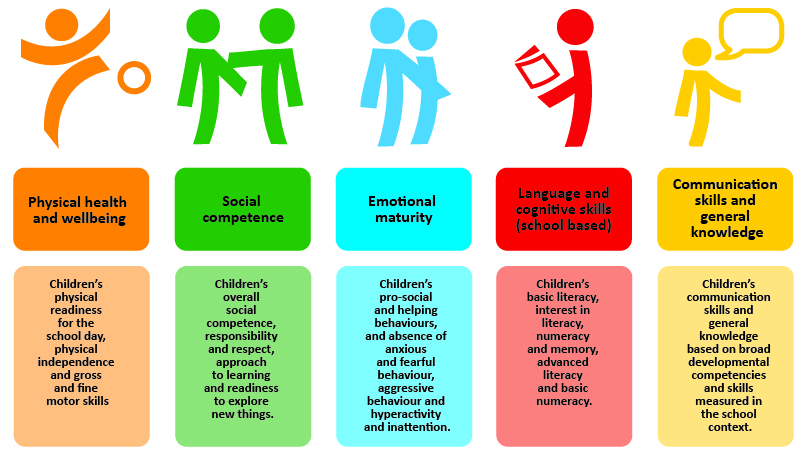 Physical health
and wellbeing
Social
competence
Emotional
maturity
Language and
cognitive skills
(school based)
Communication
skills and
general
knowledge
Children's
physical
readiness
for the
school day,
physical
independence
and gross
and fine
motor skills
Children's
overall
social
competence,
responsibility
and respect,
approach
to learning
and readiness
to explore
new things.
Children's
pro-social
and helping
behaviours,
and absence of
anxious
and fearful
behaviour,
aggressive
behaviour and
hyperactivity
and inattention.
Children's
basic literacy,
interest in
literacy,
numeracy
and memory,
advanced
literacy
and basic
numeracy.
Children's
communication
skills and
general
knowledge
based on broad
developmental
competencies
and skills
measured in
the school
context.